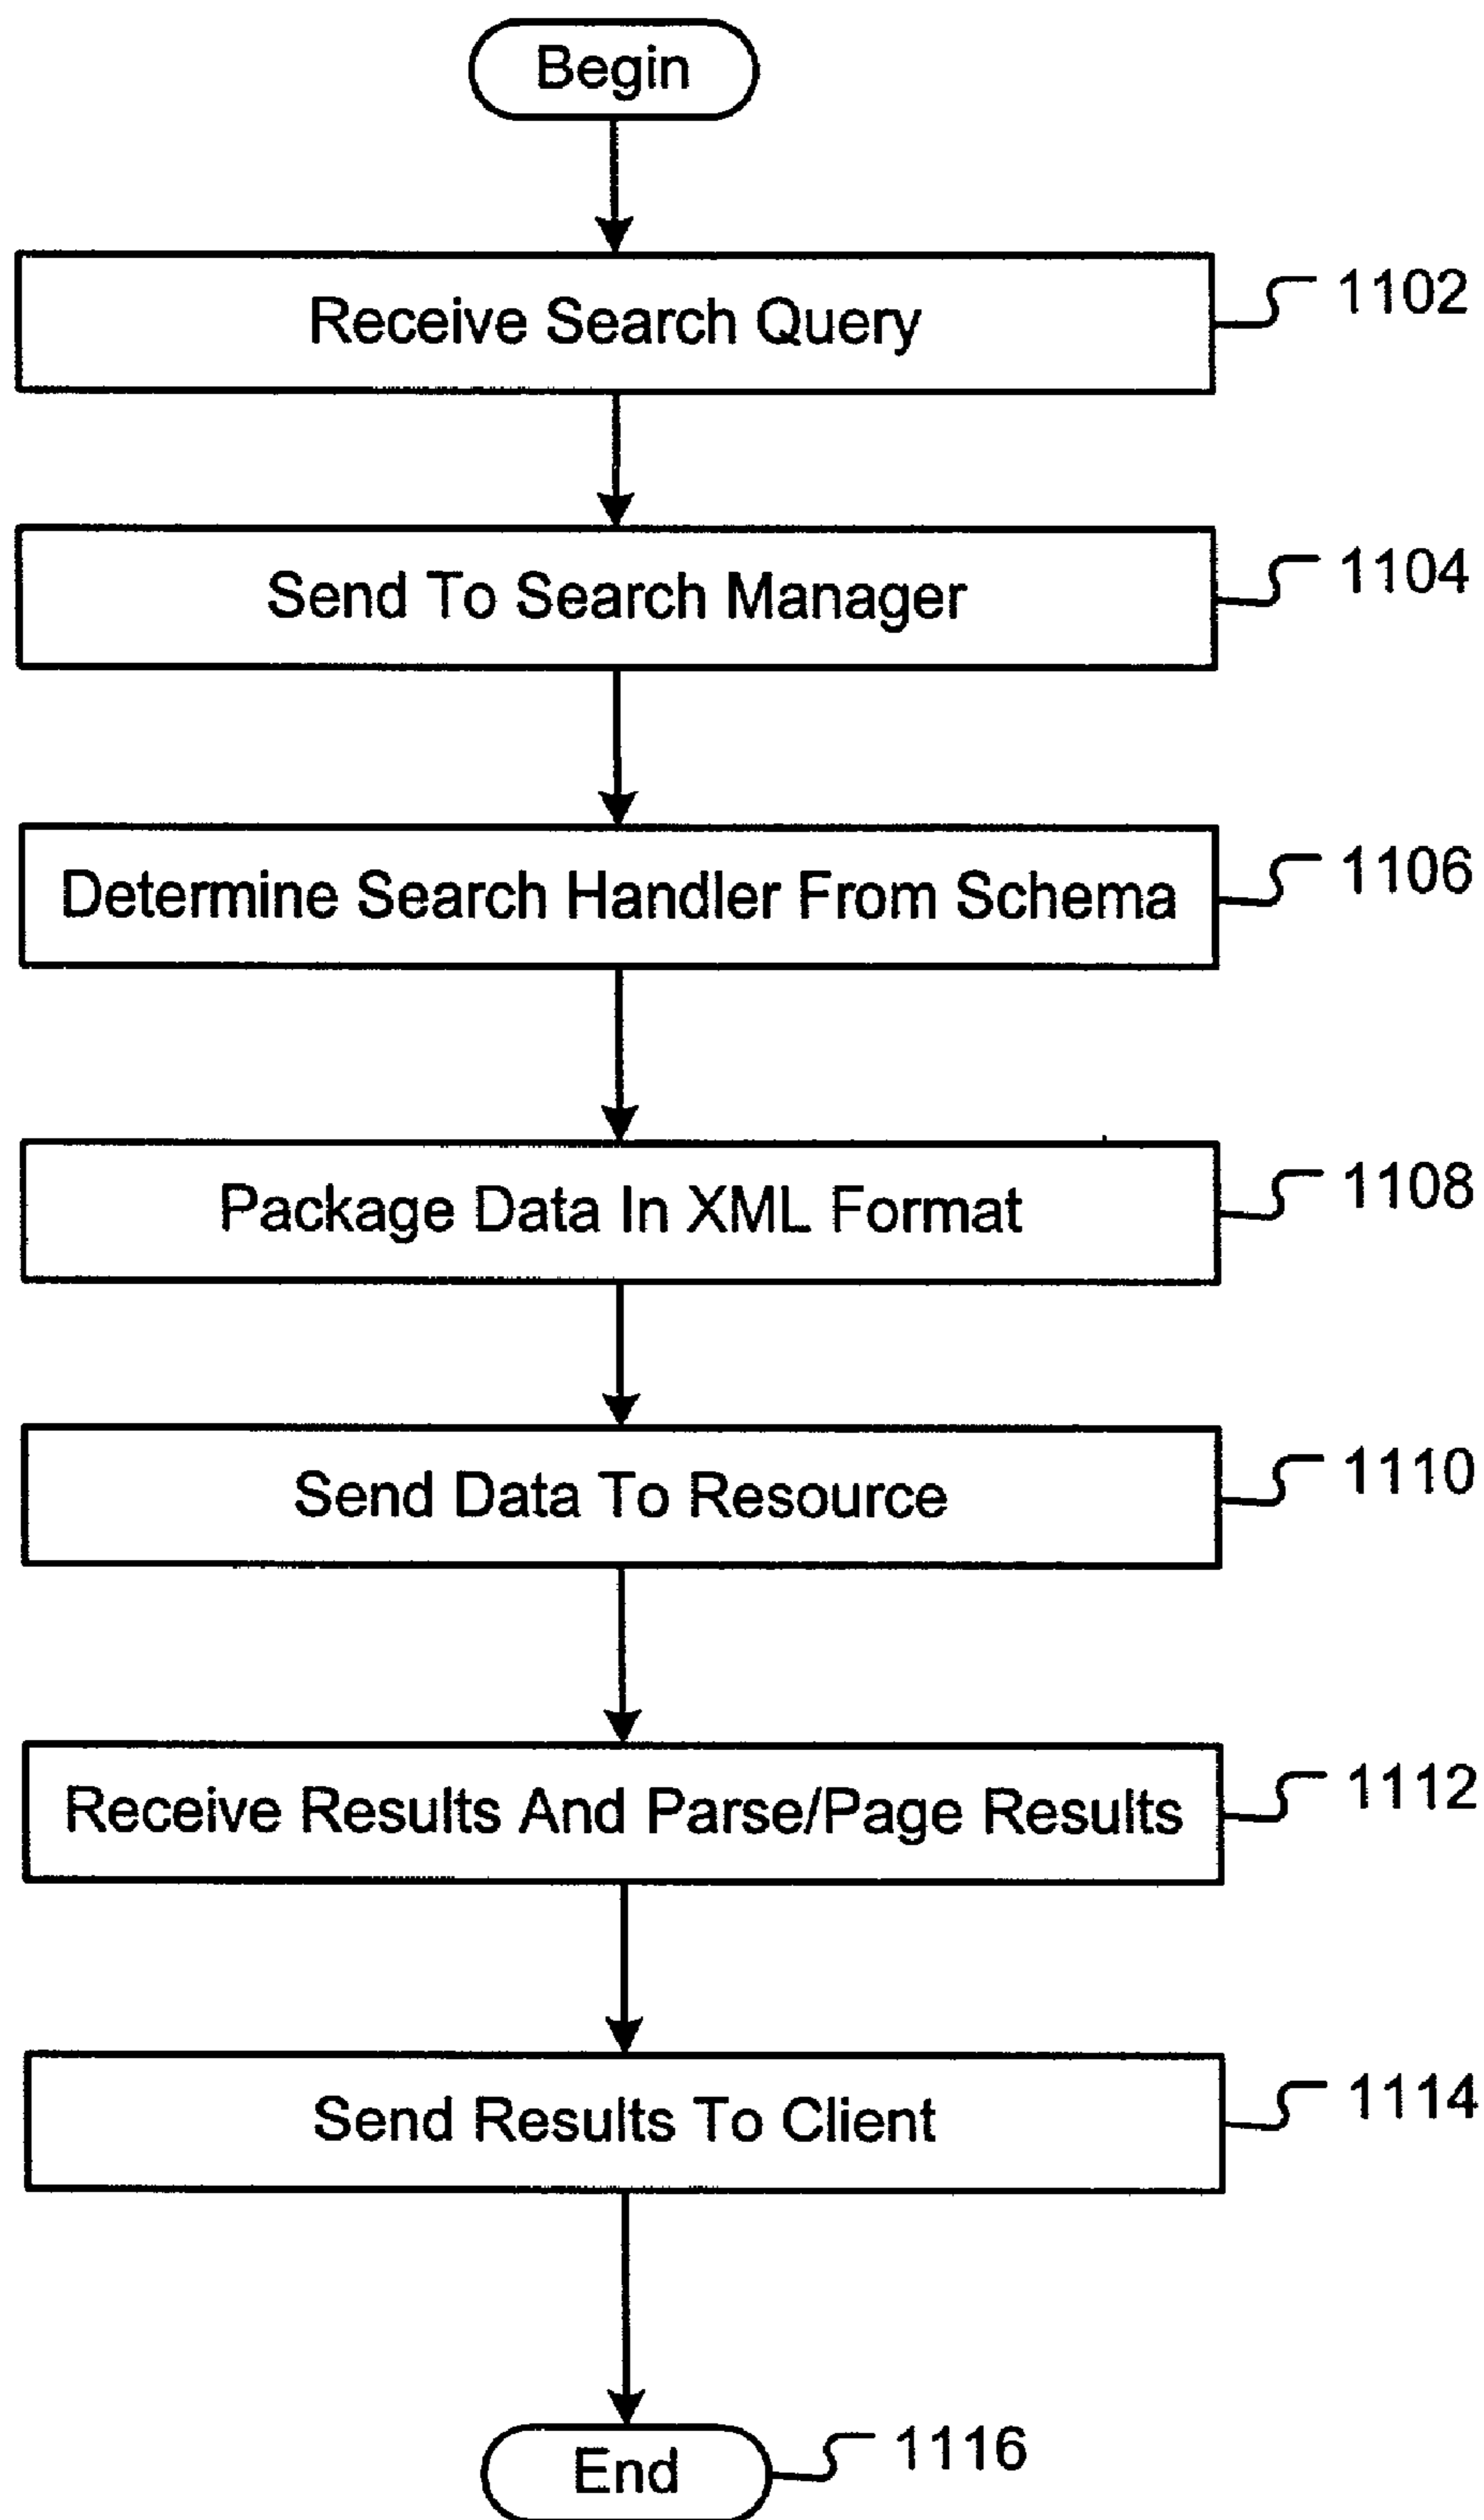 Begin
Receive Search Query
1102
Send To Search Manager
1104
Determine Search Handler From Schema
1106
Package Data In XML Format
1108
Send Data To Resource
1110
Receive Results And Parse/Page Results
1112
Send Results To Client
1114
End
1116